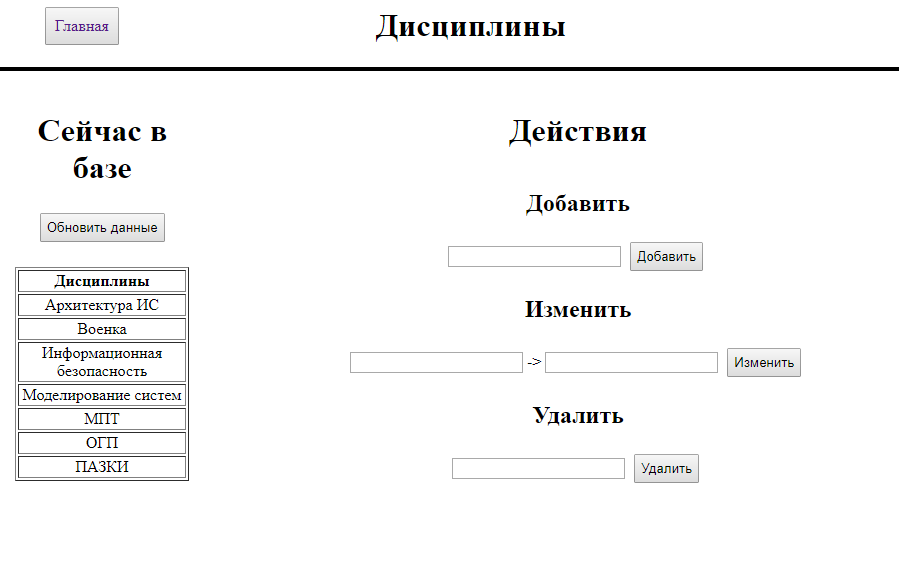 Главная
Дисциплины
Сейчас в
базе
Обновить данные
Дисциплины
Архитектура ИС
Военка
Информационная
безопасность
Моделирование систем
МПТ
ОГП
ПАЗКИ
Действия
Добавить
Добавить
Изменить
-> Изменить
Удалить
Удалить